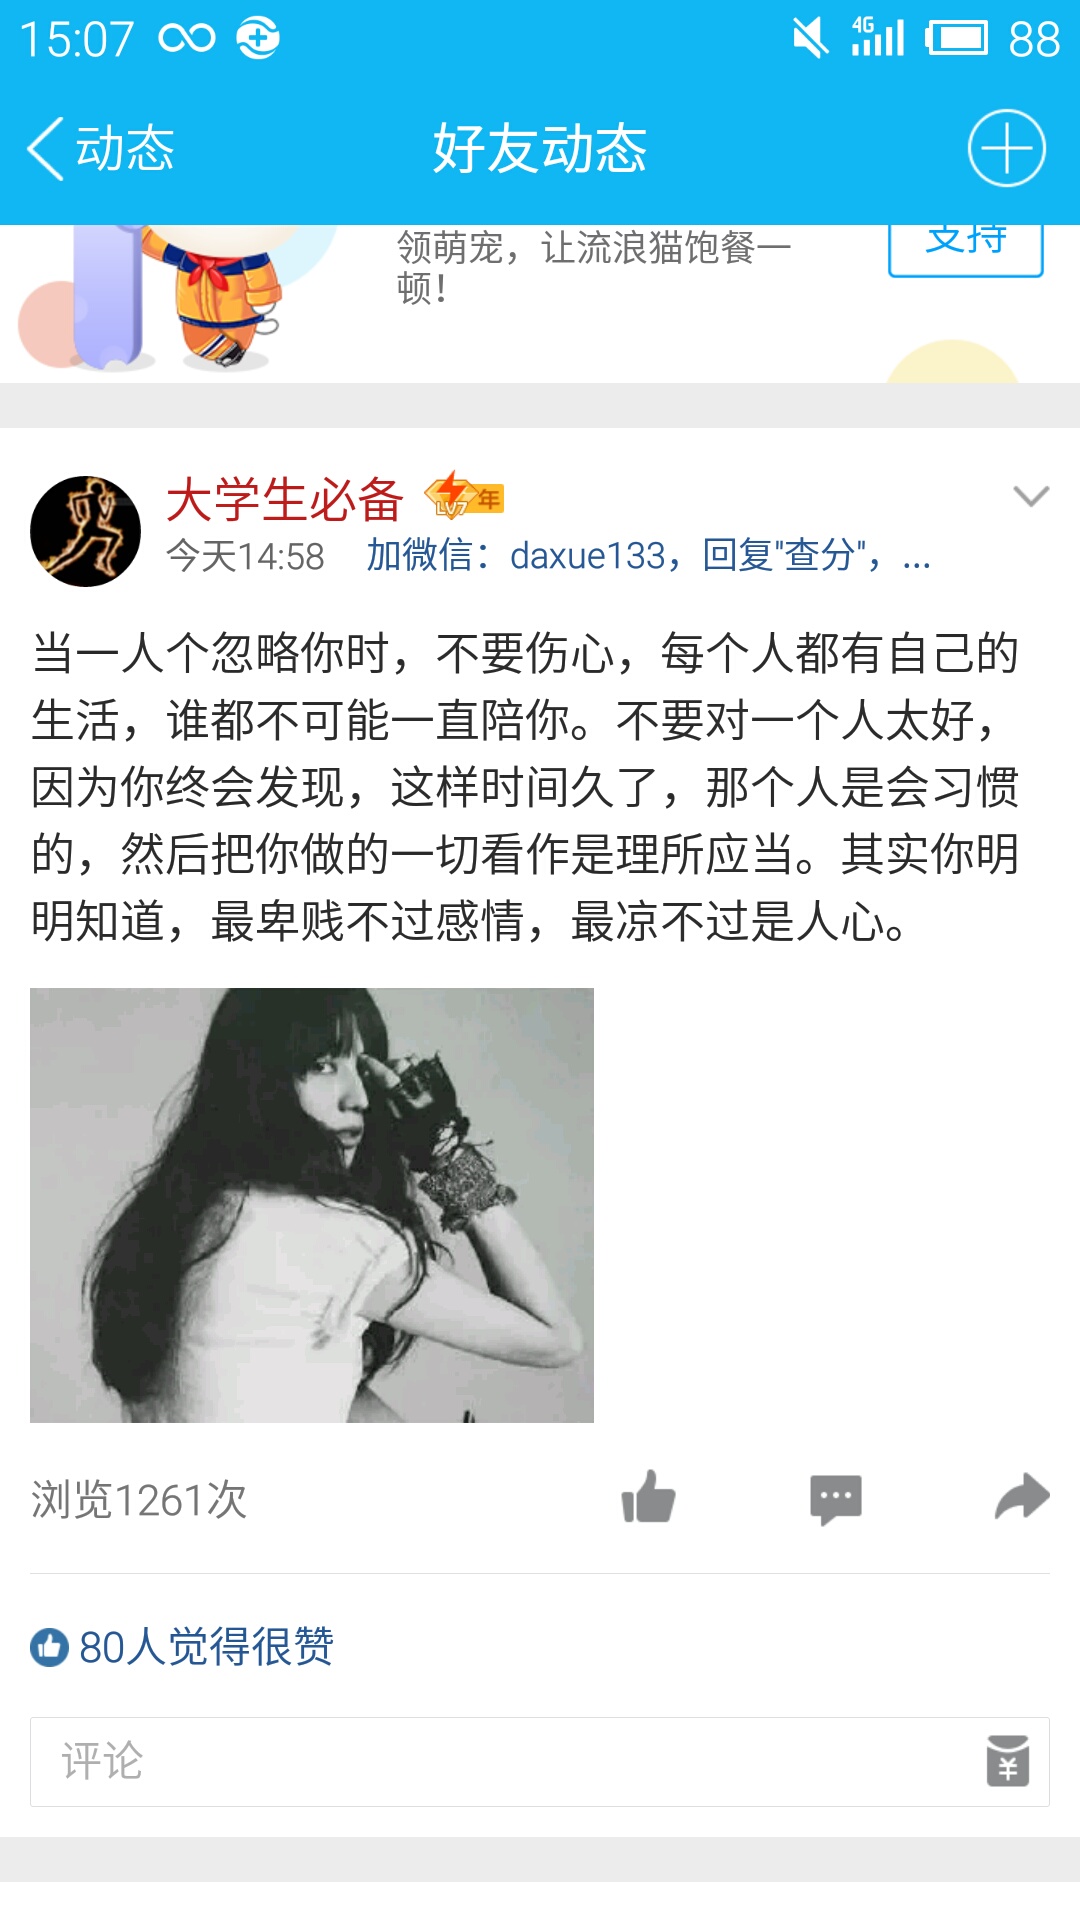 15:07
4G
88
动态
好友动态
领萌宠，让流浪猫饱餐一
顿！
支持
大学生必备
LV7
年
今天14:58 加微信：daxue133，回复"查分"，...
当一人个忽略你时，不要伤心，每个人都有自己的
生活，谁都不可能一直陪你。不要对一个人太好，
因为你终会发现，这样时间久了，那个人是会习惯
的，然后把你做的一切看作是理所应当。其实你明
明知道，最卑贱不过感情，最凉不过是人心。
浏览1261次
80人觉得很赞
评论
¥